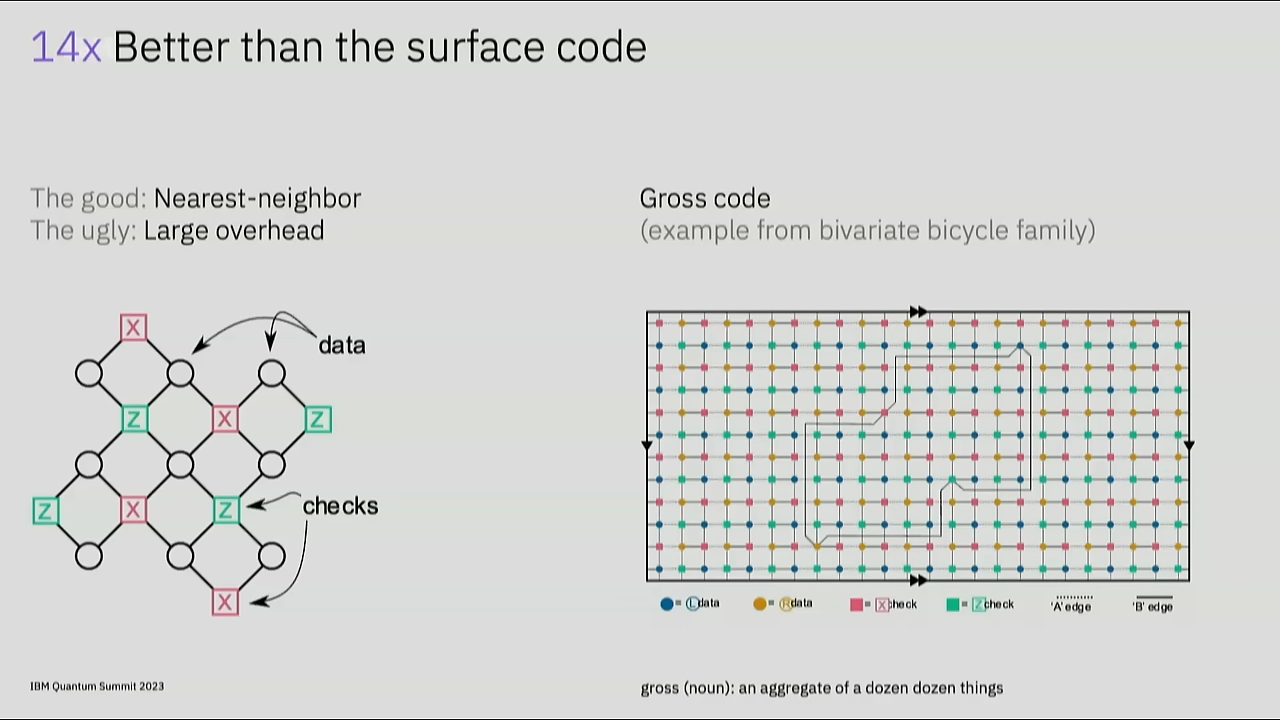 14x Better than the surface code
The good: Nearest-neighbor
The ugly: Large overhead
X
data
Z X Z
Z X Z
checks
X
Gross code
(example from bivariate bicycle family)
= L data = R data = X check = Z check 'A' edge 'B' edge
IBM Quantum Summit 2023
gross (noun): an aggregate of a dozen dozen things